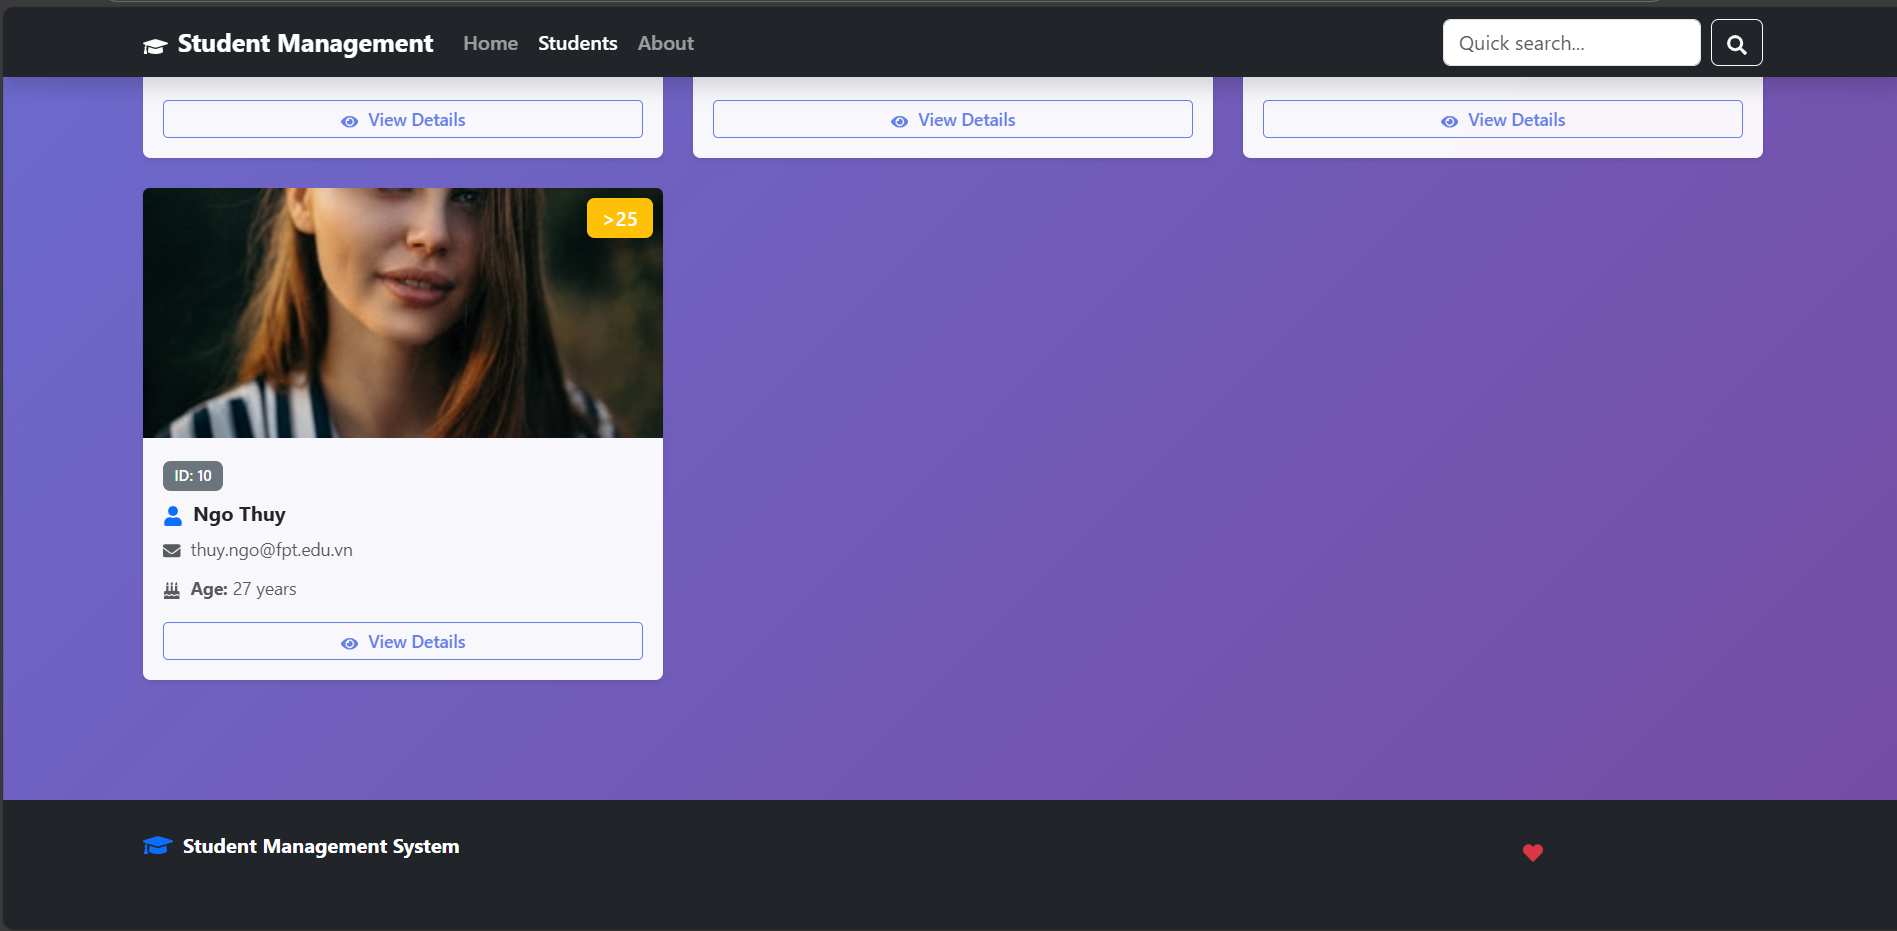 Student Management Home Students About Quick search...
View Details View Details View Details
>25
ID: 10
Ngo Thuy
thuy.ngo@fpt.edu.vn
Age: 27 years
View Details
Student Management System